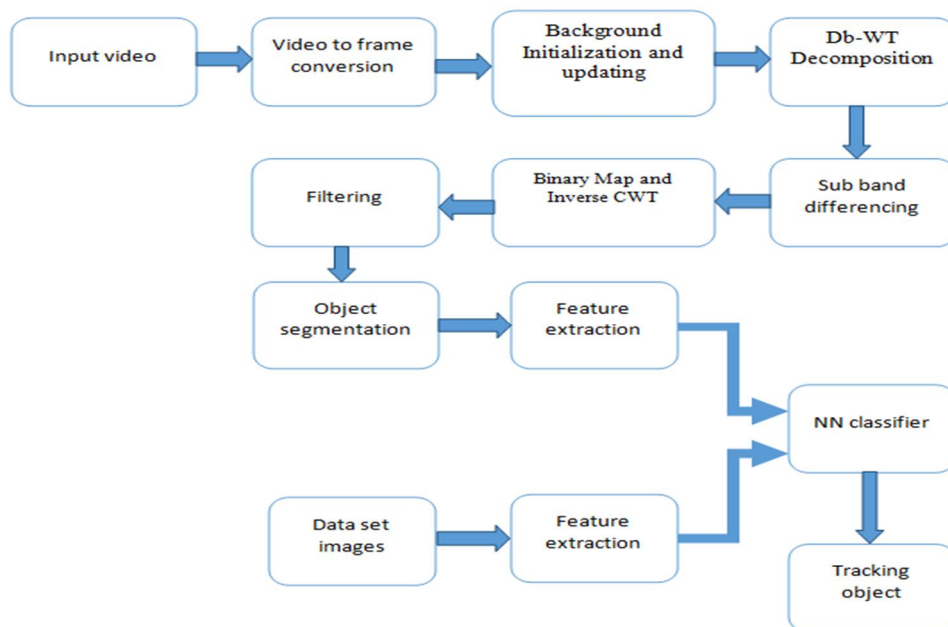 Input video
Video to frame
conversion
Background
Initialization and
updating
Db-WT
Decomposition
Sub band
differencing
Binary Map and
Inverse CWT
Filtering
Object
segmentation
Feature
extraction
NN classifier
Data set
images
Feature
extraction
Tracking
object